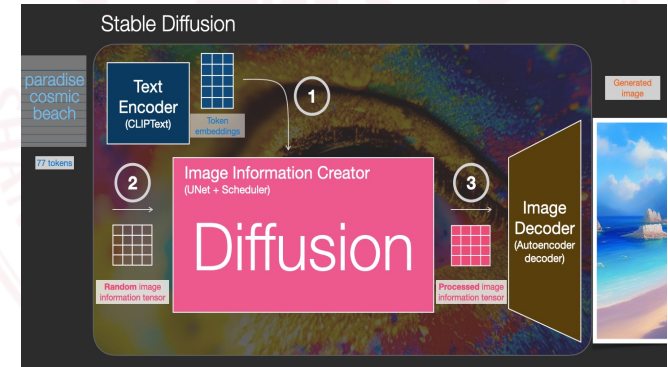 Stable Diffusion
paradise
cosmic
beach
77 tokens
Text
Encoder
(CLIPText)
Token
embeddings
1
2
Random image
information tensor
Image Information Creator
(UNet + Scheduler)
Diffusion
3
Processed image
information tensor
Image
Decoder
(Autoencoder
decoder)
Generated
image